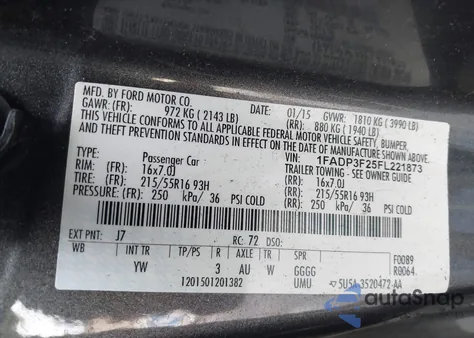 MFD. BY FORD MOTOR CO.
DATE: 01/15 GVWR: 1810 KG (3990 LB)
GAWR: (FR): 972 KG (2143 LB) (RR): 880 KG (1940 LB)
THIS VEHICLE CONFORMS TO ALL APPLICABLE FEDERAL MOTOR VEHICLE SAFETY, BUMPER,
AND THEFT PREVENTION STANDARDS IN EFFECT ON THE DATE OF MANUFACTURE SHOWN ABOVE.
VIN: 1FADP3F25FL221873
TYPE: Passenger Car TRAILER TOWING - SEE OWNER GUIDE
RIM: (FR): 16x7.0J (RR): 16x7.0J
TIRE: (FR): 215/55R16 93H (RR): 215/55R16 93H
PRESSURE: (FR): 250 kPa/ 36 PSI COLD (RR): 250 kPa/ 36 PSI COLD
EXT PNT: J7 RC: 72 DSO:
WB INT TR TP/PS R AXLE TR SPR F0089
YW 3 AU W GGGG R0064
1201501201382 UMU 5U5A-3520472-AA
autoSnap